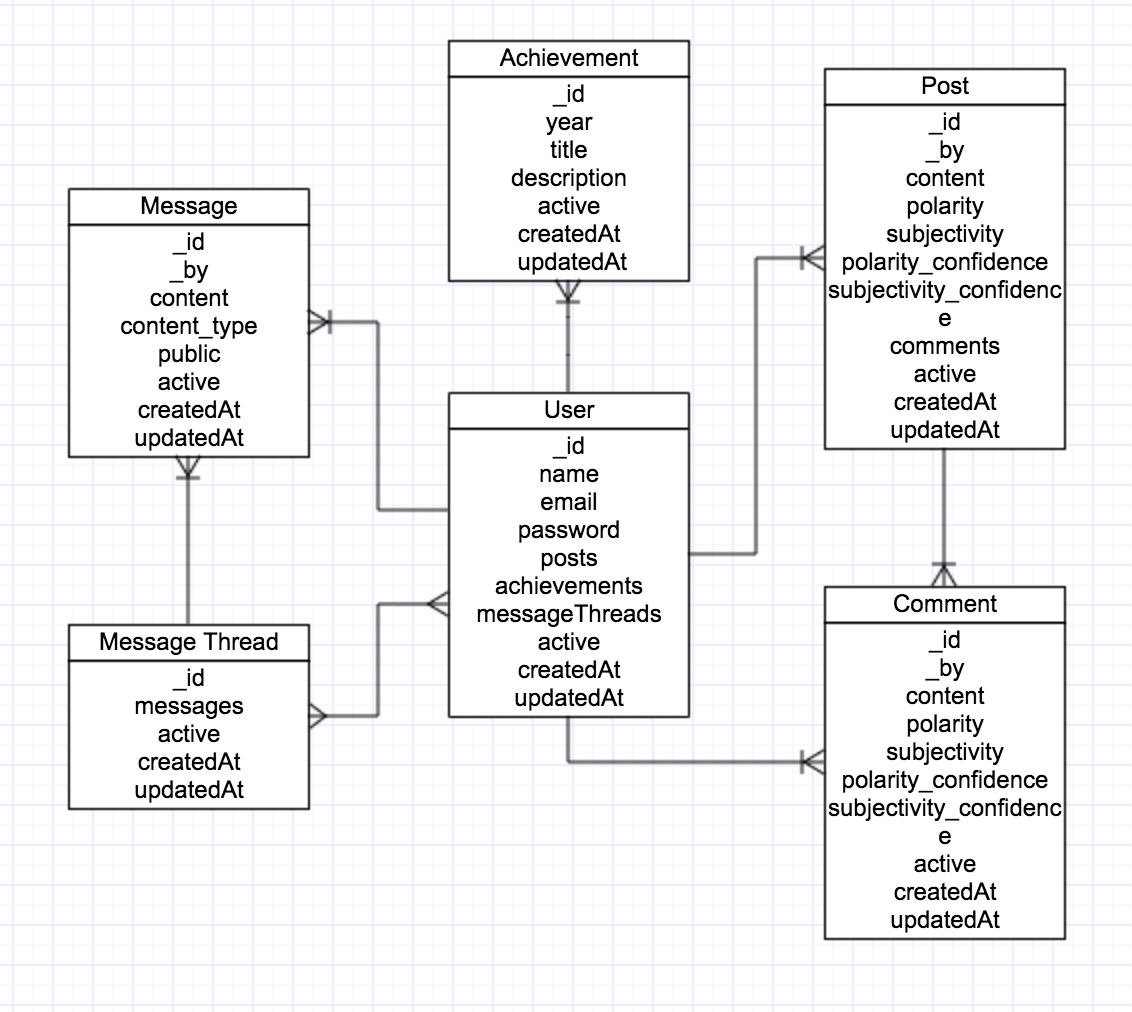 Achievement
_id
year
title
description
active
createdAt
updatedAt
Post
_id
_by
content
polarity
subjectivity
polarity_confidence
subjectivity_confidenc
e
comments
active
createdAt
updatedAt
Message
_id
_by
content
content_type
public
active
createdAt
updatedAt
User
_id
name
email
password
posts
achievements
messageThreads
active
createdAt
updatedAt
Message Thread
_id
messages
active
createdAt
updatedAt
Comment
_id
_by
content
polarity
subjectivity
polarity_confidence
subjectivity_confidenc
e
active
createdAt
updatedAt